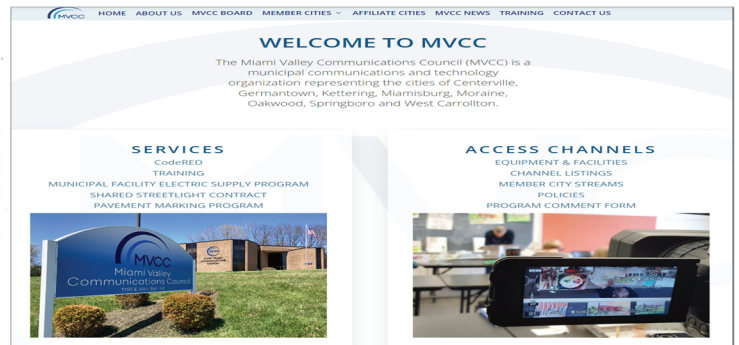 MVCC
HOME ABOUT US MVCC BOARD MEMBER CITIES AFFILIATE CITIES MVCC NEWS TRAINING CONTACT US
WELCOME TO MVCC
The Miami Valley Communications Council (MVCC) is a
municipal communications and technology
organization representing the cities of Centerville,
Germantown, Kettering, Miamisburg, Moraine,
Oakwood, Springboro and West Carrollton.
SERVICES
CodeRED
TRAINING
MUNICIPAL FACILITY ELECTRIC SUPPLY PROGRAM
SHARED STREETLIGHT CONTRACT
PAVEMENT MARKING PROGRAM
MVCC
Miami Valley
Communications Council
ACCESS CHANNELS
EQUIPMENT & FACILITIES
CHANNEL LISTINGS
MEMBER CITY STREAMS
POLICIES
PROGRAM COMMENT FORM